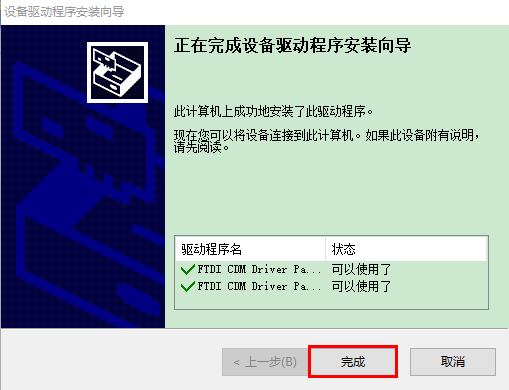 设备驱动程序安装向导
正在完成设备驱动程序安装向导
此计算机上成功地安装了此驱动程序。
现在您可以将设备连接到此计算机。如果此设备附有说明，
请先阅读。
驱动程序名 状态
FTDI CDM Driver Pa... 可以使用了
FTDI CDM Driver Pa... 可以使用了
< 上一步(B) 完成 取消